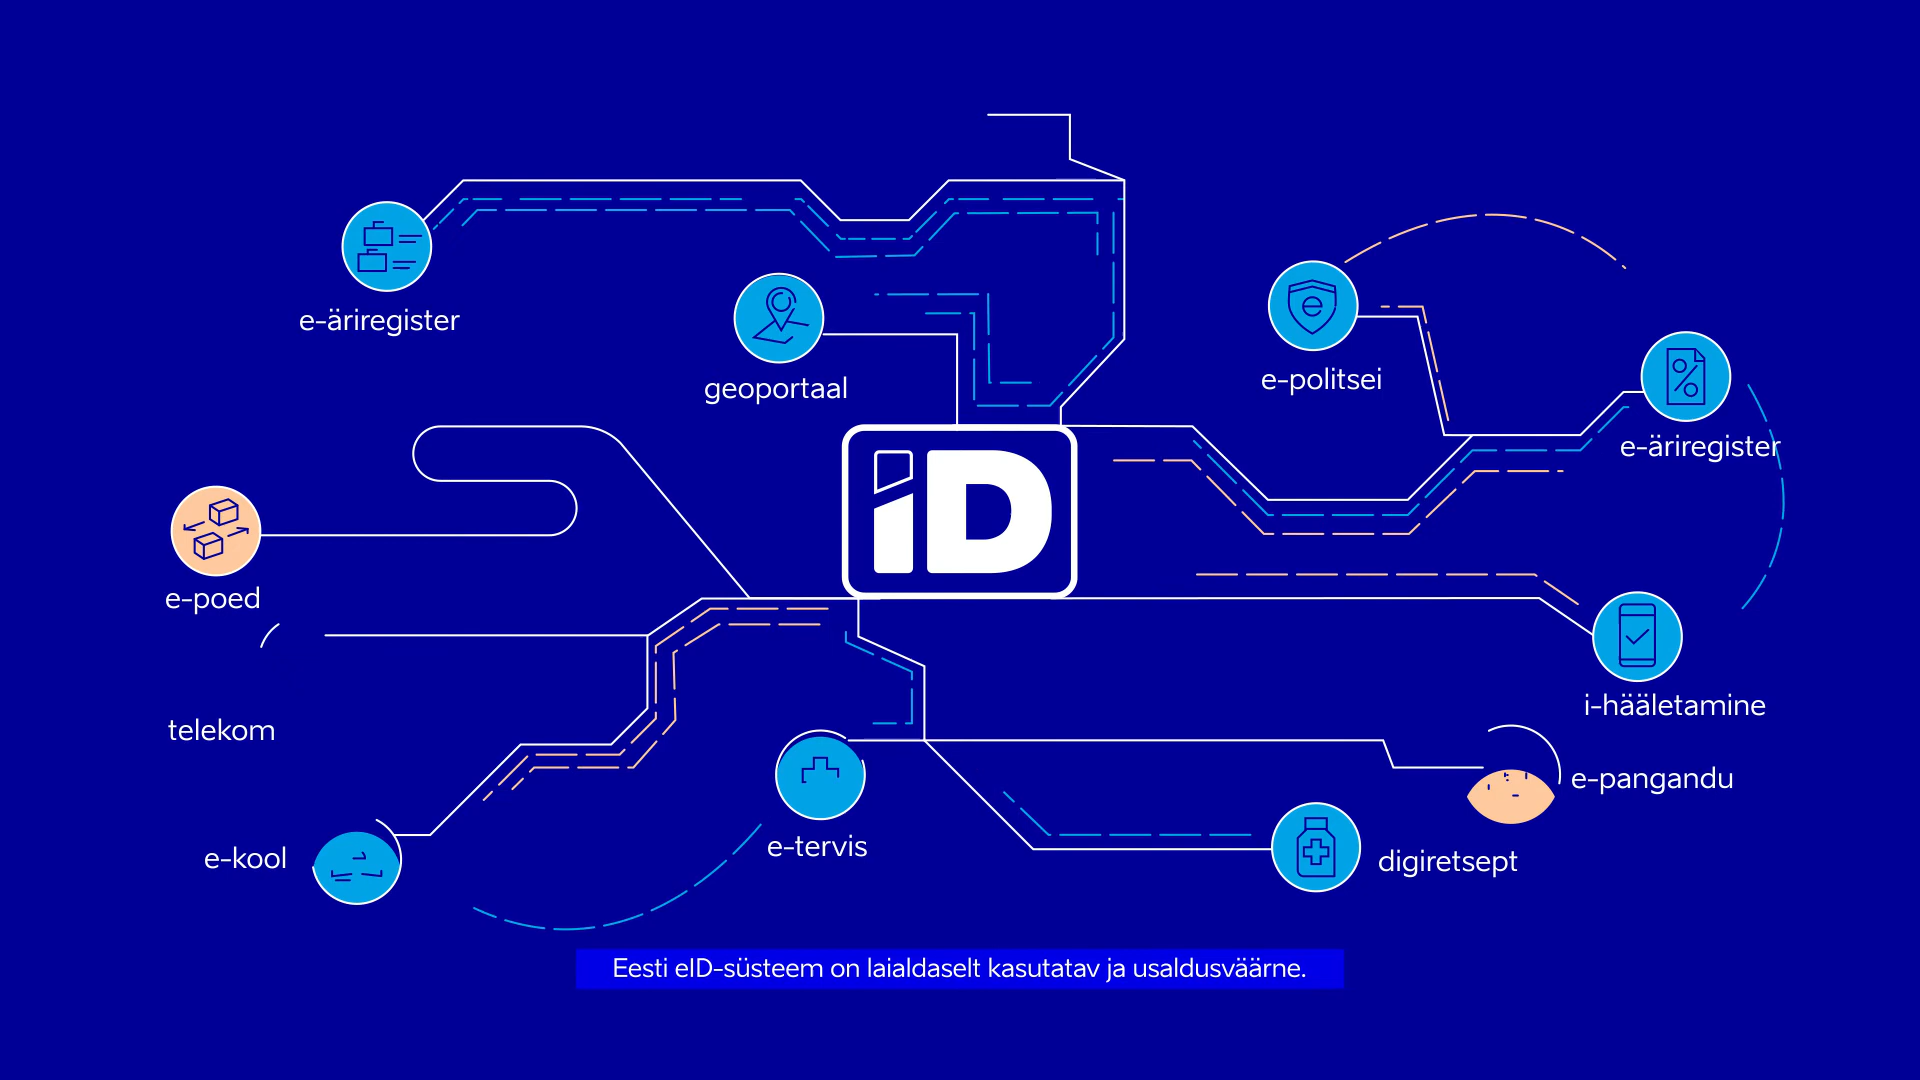 e-äriregister
geoportaal
e-politsei
e-äriregister
iD
e-poed
telekom
i-hääletamine
e-pangandu
e-kool
e-tervis
digiretsept
Eesti eID-süsteem on laialdaselt kasutatav ja usaldusväärne.